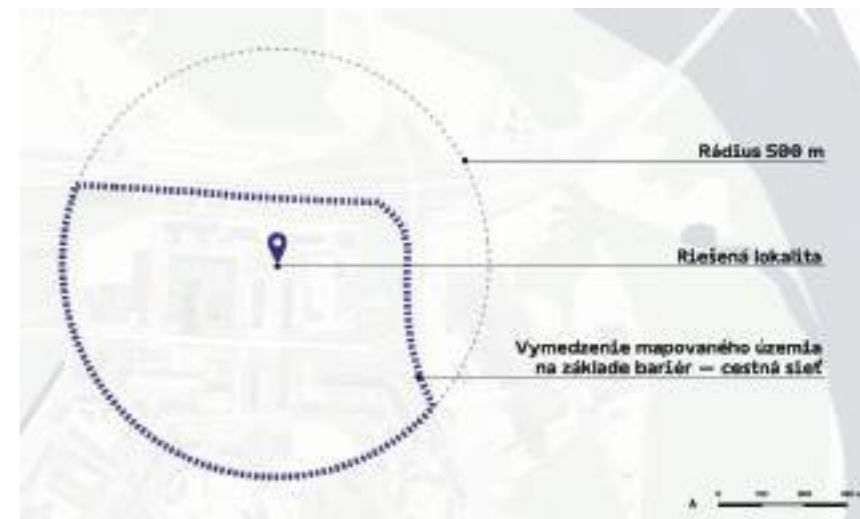 Rádius 500 m
Riešená lokalita
Vymedzenie mapovaného územia
na základe bariér — cestná sieť